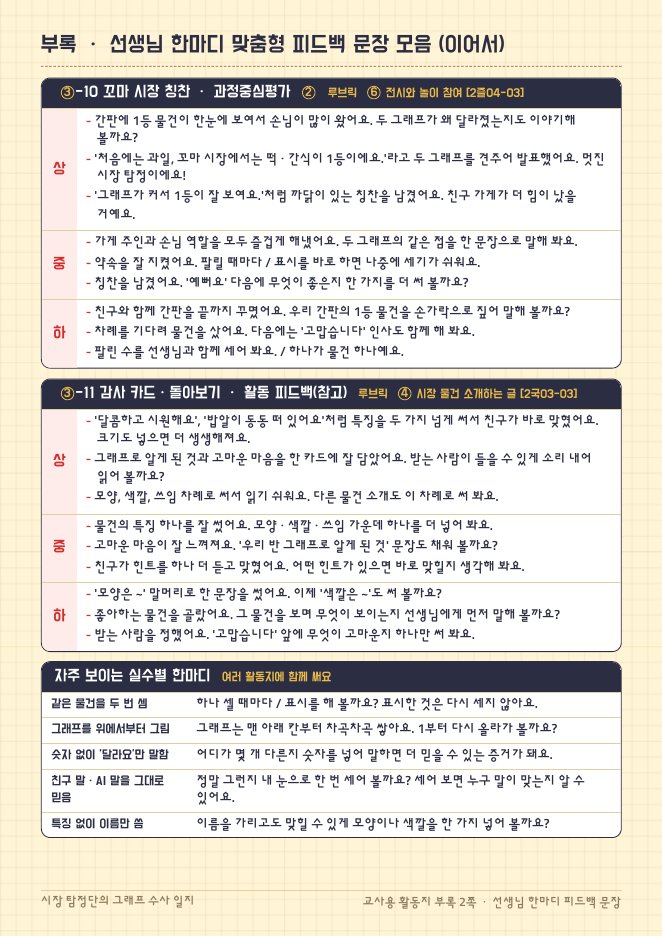 부록 · 선생님 한마디 맞춤형 피드백 문장 모음 (이어서)
③-10 꼬마 시장 칭찬 · 과정중심평가 ② 루브릭 ⑥ 전시와 놀이 참여 [2즐04-03]
상
- 간판에 1등 물건이 한눈에 보여서 손님이 많이 왔어요. 두 그래프가 왜 달라졌는지도 이야기해
볼까요?
- '처음에는 과일, 꼬마 시장에서는 떡 · 간식이 1등이에요.'라고 두 그래프를 견주어 발표했어요. 멋진
시장 탐정이에요!
- '그래프가 커서 1등이 잘 보여요.'처럼 까닭이 있는 칭찬을 남겼어요. 친구 가게가 더 힘이 났을
거예요.
중
- 가게 주인과 손님 역할을 모두 즐겁게 해냈어요. 두 그래프의 같은 점을 한 문장으로 말해 봐요.
- 약속을 잘 지켰어요. 팔릴 때마다 / 표시를 바로 하면 나중에 세기가 쉬워요.
- 칭찬을 남겼어요. '예뻐요' 다음에 무엇이 좋은지 한 가지를 더 써 볼까요?
하
- 친구와 함께 간판을 끝까지 꾸몄어요. 우리 간판의 1등 물건을 손가락으로 짚어 말해 볼까요?
- 차례를 기다려 물건을 샀어요. 다음에는 '고맙습니다' 인사도 함께 해 봐요.
- 팔린 수를 선생님과 함께 세어 봐요. / 하나가 물건 하나예요.
③-11 감사 카드 · 돌아보기 · 활동 피드백(참고) 루브릭 ④ 시장 물건 소개하는 글 [2국03-03]
상
- '달콤하고 시원해요', '밥알이 동동 떠 있어요'처럼 특징을 두 가지 넘게 써서 친구가 바로 맞혔어요.
크기도 넣으면 더 생생해져요.
- 그래프로 알게 된 것과 고마운 마음을 한 카드에 잘 담았어요. 받는 사람이 들을 수 있게 소리 내어
읽어 볼까요?
- 모양, 색깔, 쓰임 차례로 써서 읽기 쉬워요. 다른 물건 소개도 이 차례로 써 봐요.
중
- 물건의 특징 하나를 잘 썼어요. 모양 · 색깔 · 쓰임 가운데 하나를 더 넣어 봐요.
- 고마운 마음이 잘 느껴져요. '우리 반 그래프로 알게 된 것' 문장도 채워 볼까요?
- 친구가 힌트를 하나 더 듣고 맞혔어요. 어떤 힌트가 있으면 바로 맞힐지 생각해 봐요.
하
- '모양은 ~' 말머리로 한 문장을 썼어요. 이제 '색깔은 ~'도 써 볼까요?
- 좋아하는 물건을 골랐어요. 그 물건을 보며 무엇이 보이는지 선생님에게 먼저 말해 볼까요?
- 받는 사람을 정했어요. '고맙습니다' 앞에 무엇이 고마운지 하나만 써 봐요.
자주 보이는 실수별 한마디 여러 활동지에 함께 써요
같은 물건을 두 번 셈 하나 셀 때마다 / 표시를 해 볼까요? 표시한 것은 다시 세지 않아요.
그래프를 위에서부터 그림 그래프는 맨 아래 칸부터 차곡차곡 쌓아요. 1부터 다시 올라가 볼까요?
숫자 없이 '달라요'만 말함 어디가 몇 개 다른지 숫자를 넣어 말하면 더 믿을 수 있는 증거가 돼요.
친구 말 · AI 말을 그대로 정말 그런지 내 눈으로 한 번 세어 볼까요? 세어 보면 누구 말이 맞는지 알 수
믿음 있어요.
특징 없이 이름만 씀 이름을 가리고도 맞힐 수 있게 모양이나 색깔을 한 가지 넣어 볼까요?
시장 탐정단의 그래프 수사 일지 교사용 활동지 부록 2쪽 · 선생님 한마디 피드백 문장